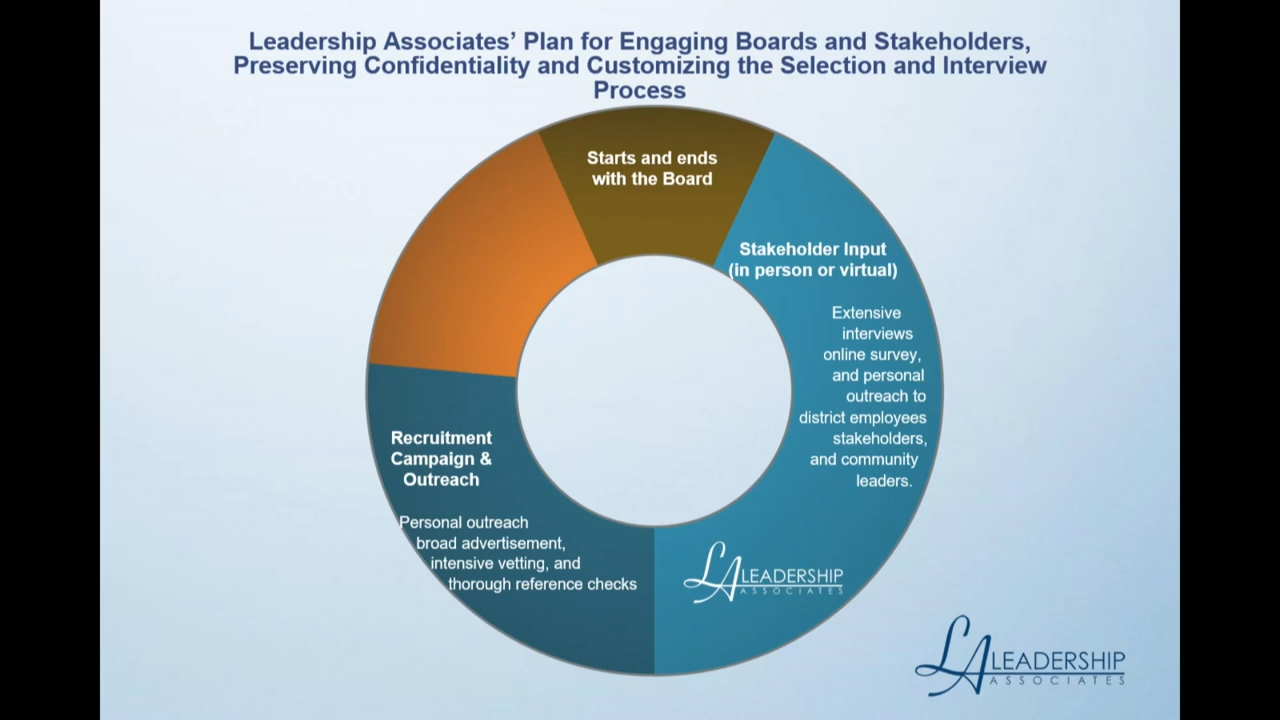 Leadership Associates’ Plan for Engaging Boards and Stakeholders,
Preserving Confidentiality and Customizing the Selection and Interview
Process
Starts and ends
with the Board
Stakeholder Input
(in person or virtual)
Extensive
interviews
online survey,
and personal
outreach to
district employees
stakeholders,
and community
leaders.
Recruitment
Campaign &
Outreach
Personal outreach
broad advertisement,
intensive vetting, and
thorough reference checks
LA LEADERSHIP
ASSOCIATES
LA LEADERSHIP
ASSOCIATES